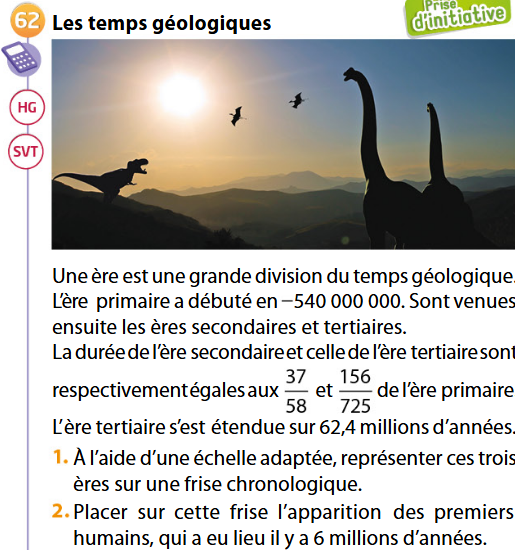 Prise
d'initiative
62 Les temps géologiques
HG
SVT
Une ère est une grande division du temps géologique.
L'ère primaire a débuté en −540 000 000. Sont venues
ensuite les ères secondaires et tertiaires.
La durée de l'ère secondaire et celle de l'ère tertiaire sont
respectivement égales aux 37/58 et 156/725 de l'ère primaire
L'ère tertiaire s'est étendue sur 62,4 millions d'années.
1. À l'aide d'une échelle adaptée, représenter ces trois
ères sur une frise chronologique.
2. Placer sur cette frise l'apparition des premiers
humains, qui a eu lieu il y a 6 millions d'années.